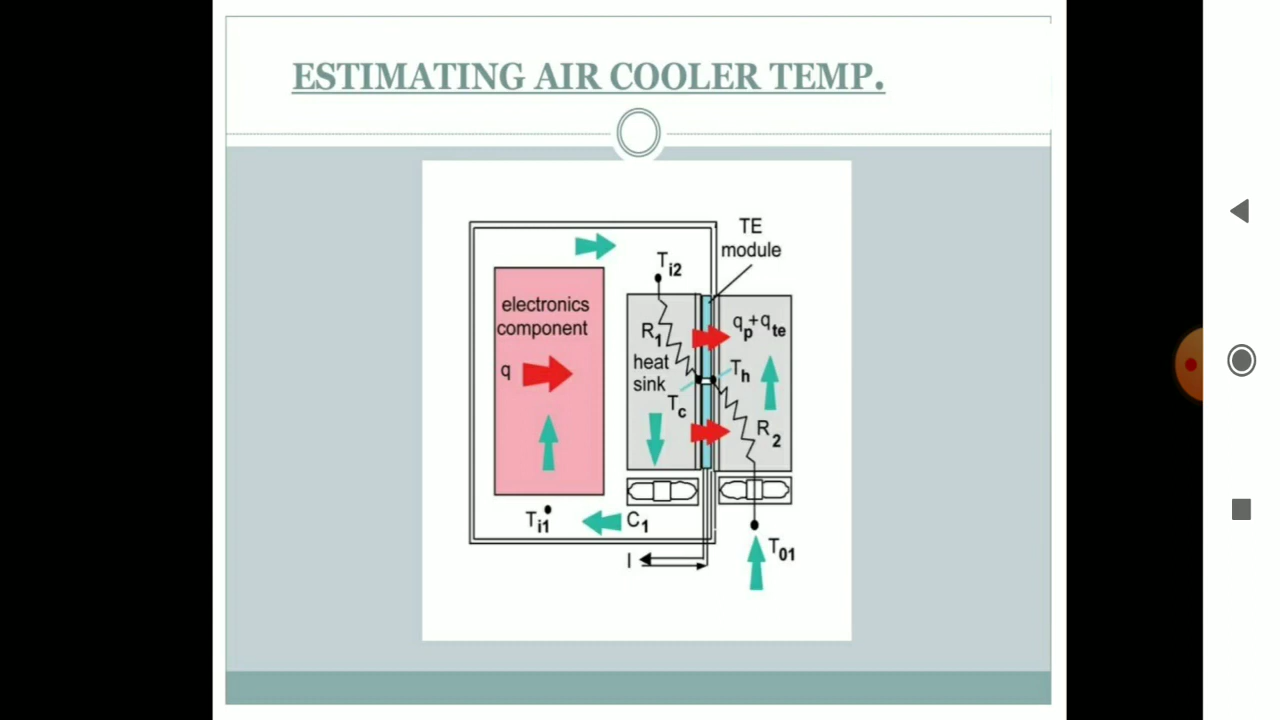 ESTIMATING AIR COOLER TEMP.
TE
module
Ti2
electronics
component
R1
qp+qte
heat
sink
Th
q
Tc
R2
Ti1
C1
I
T01